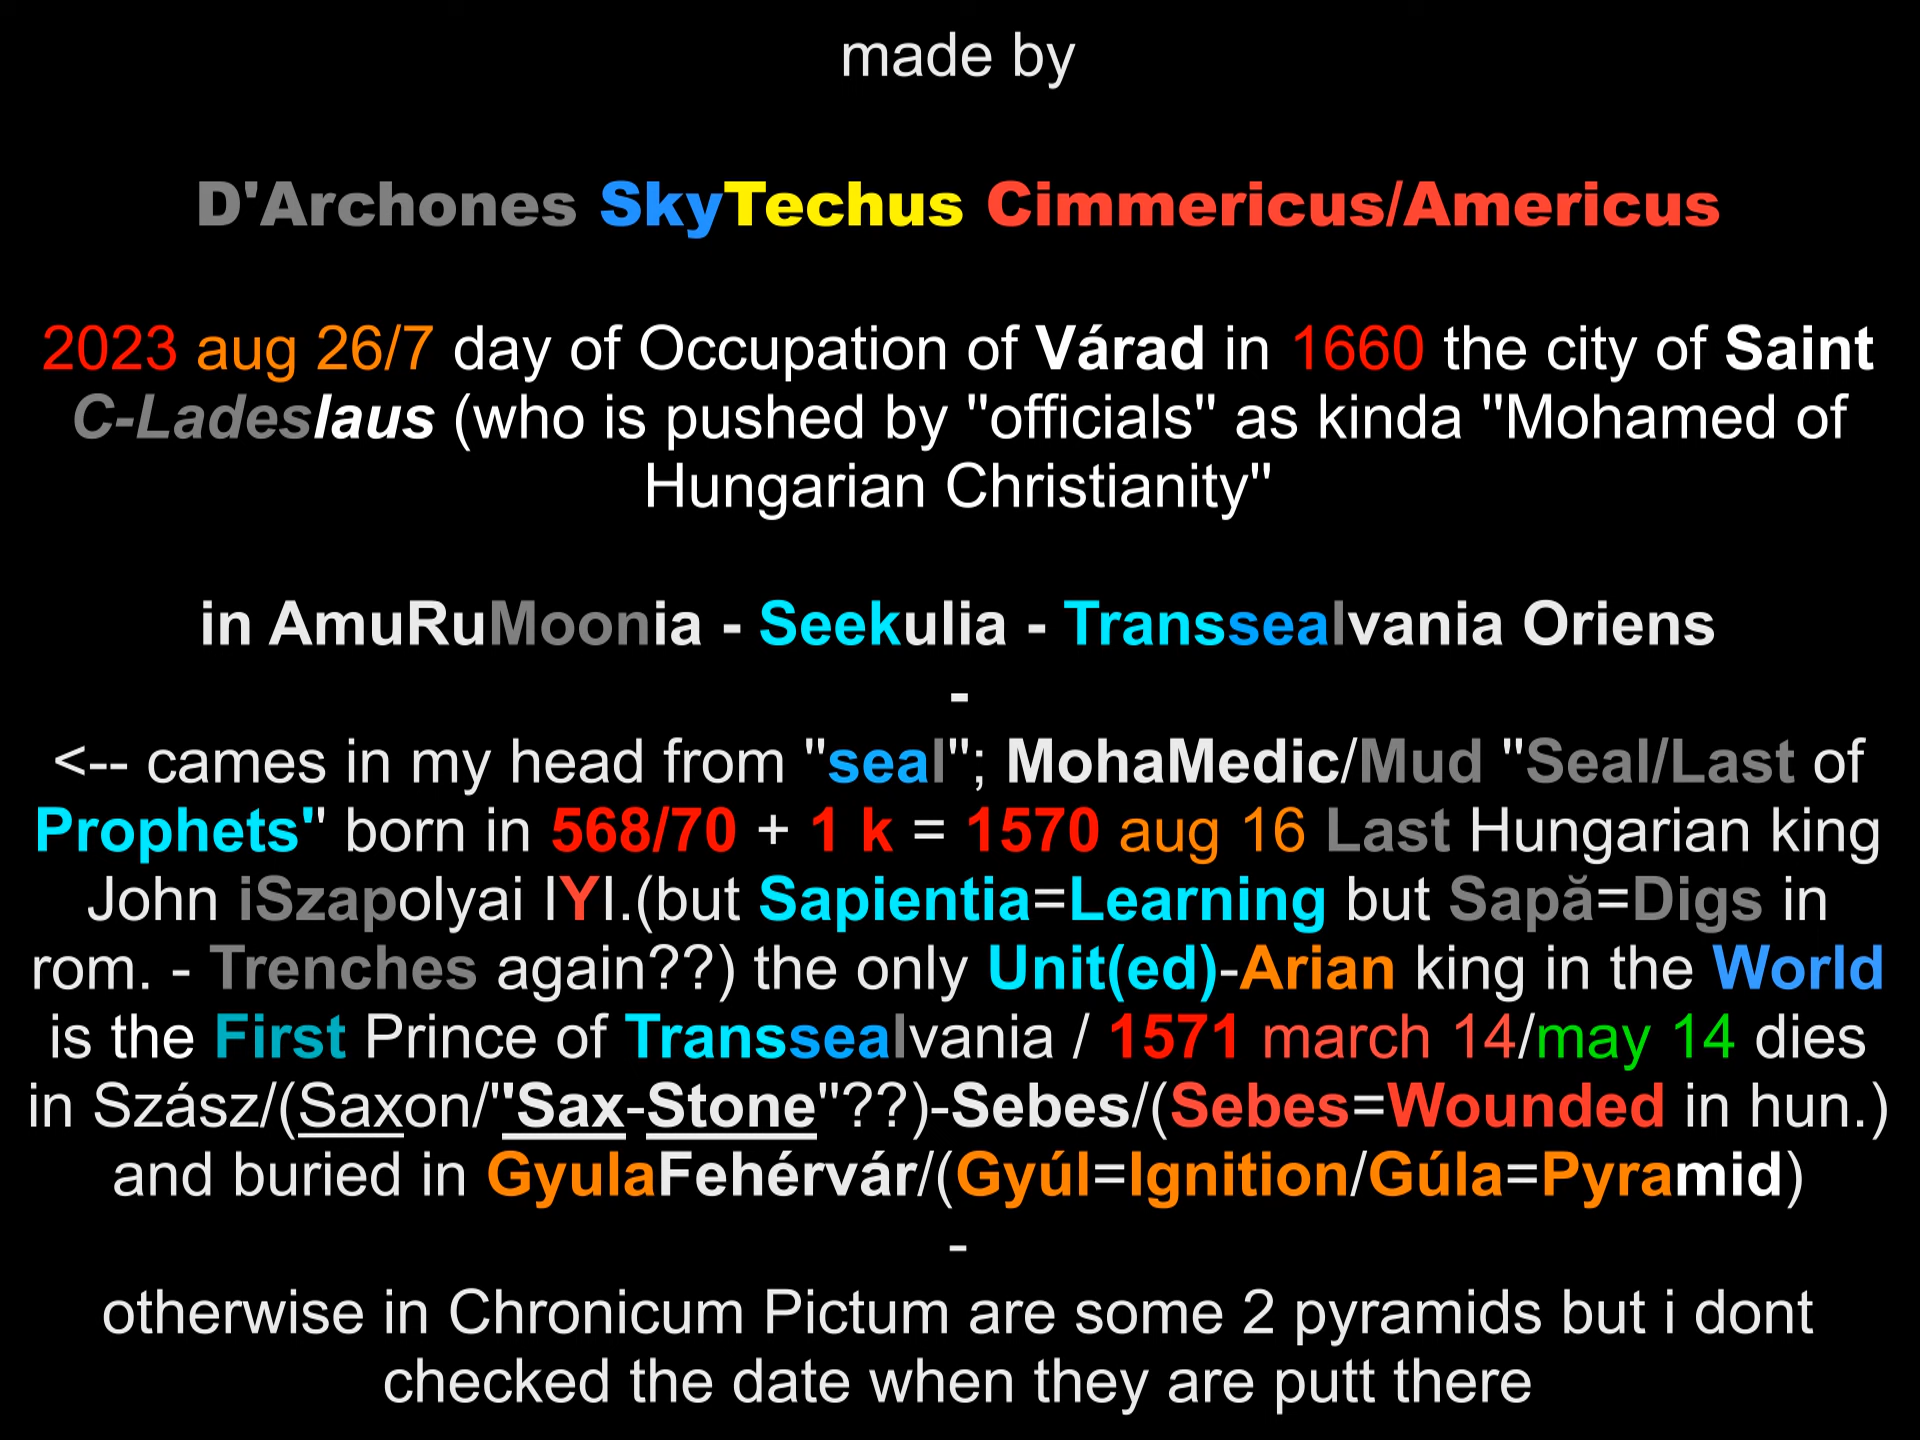 made by
D'Archones SkyTechus Cimmericus/Americus
2023 aug 26/7 day of Occupation of Várad in 1660 the city of Saint
C-Ladeslaus (who is pushed by "officials" as kinda "Mohamed of
Hungarian Christianity"
in AmuRuMoonia - Seekulia - Transsealvania Oriens
-
<-- cames in my head from "seal"; MohaMedic/Mud "Seal/Last of
Prophets" born in 568/70 + 1 k = 1570 aug 16 Last Hungarian king
John iSzapolyai IYI.(but Sapientia=Learning but Sapă=Digs in
rom. - Trenches again??) the only Unit(ed)-Arian king in the World
is the First Prince of Transsealvania / 1571 march 14/may 14 dies
in Szász/(Saxon/"Sax-Stone"??)-Sebes/(Sebes=Wounded in hun.)
and buried in GyulaFehérvár/(Gyúl=Ignition/Gúla=Pyramid)
-
otherwise in Chronicum Pictum are some 2 pyramids but i dont
checked the date when they are putt there